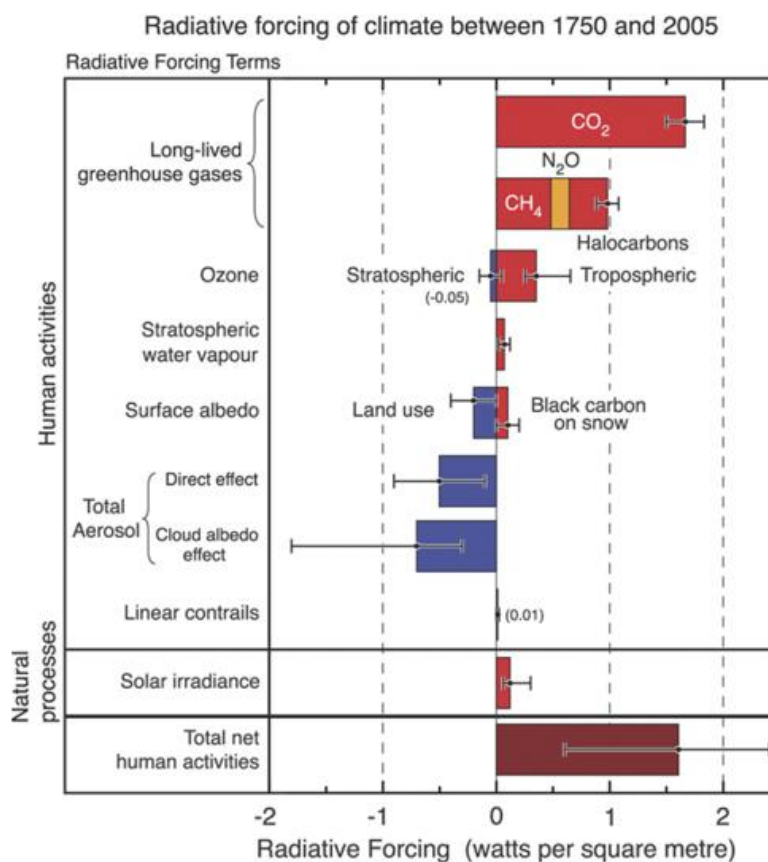 Radiative forcing of climate between 1750 and 2005
Radiative Forcing Terms
Human activities
Long-lived
greenhouse gases
CO₂
N₂O
CH₄
Halocarbons
Ozone
Stratospheric
(-0.05)
Tropospheric
Stratospheric
water vapour
Surface albedo
Land use
Black carbon
on snow
Total
Aerosol
Direct effect
Cloud albedo
effect
Linear contrails
(0.01)
Natural
processes
Solar irradiance
Total net
human activities
-2 -1 0 1 2
Radiative Forcing (watts per square metre)